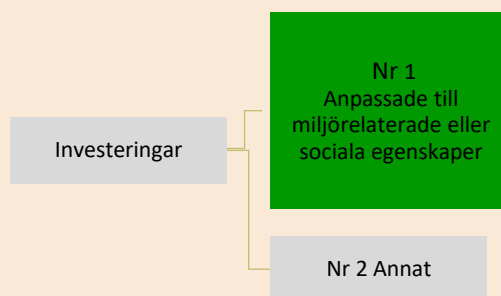 Nr 1
Anpassade till
miljörelaterade eller
sociala egenskaper
Investeringar
Nr 2 Annat